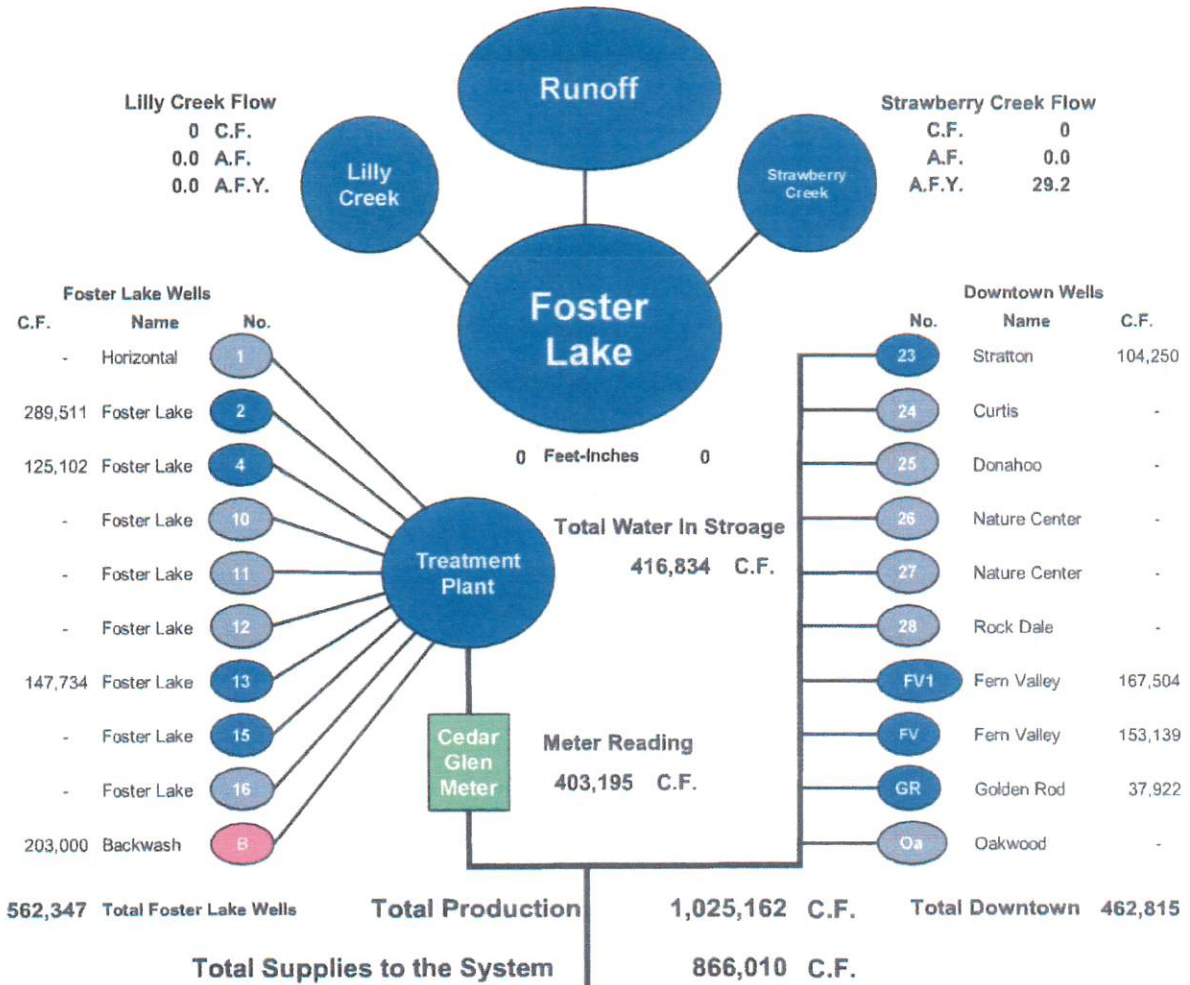 Runoff
Lilly Creek Flow
0 C.F.
0.0 A.F.
0.0 A.F.Y.
Lilly
Creek
Strawberry Creek Flow
C.F. 0
A.F. 0.0
A.F.Y. 29.2
Strawberry
Creek
Foster
Lake
0 Feet-Inches 0
Foster Lake Wells
C.F. Name No.
- Horizontal 1
289,511 Foster Lake 2
125,102 Foster Lake 4
- Foster Lake 10
- Foster Lake 11
- Foster Lake 12
147,734 Foster Lake 13
- Foster Lake 15
- Foster Lake 16
203,000 Backwash B
562,347 Total Foster Lake Wells
Treatment
Plant
Total Water In Stroage
416,834 C.F.
Cedar
Glen
Meter
Meter Reading
403,195 C.F.
Downtown Wells
No. Name C.F.
23 Stratton 104,250
24 Curtis -
25 Donahoo -
26 Nature Center -
27 Nature Center -
28 Rock Dale -
FV1 Fern Valley 167,504
FV Fern Valley 153,139
GR Golden Rod 37,922
Oa Oakwood -
Total Production 1,025,162 C.F.
Total Downtown 462,815
Total Supplies to the System 866,010 C.F.